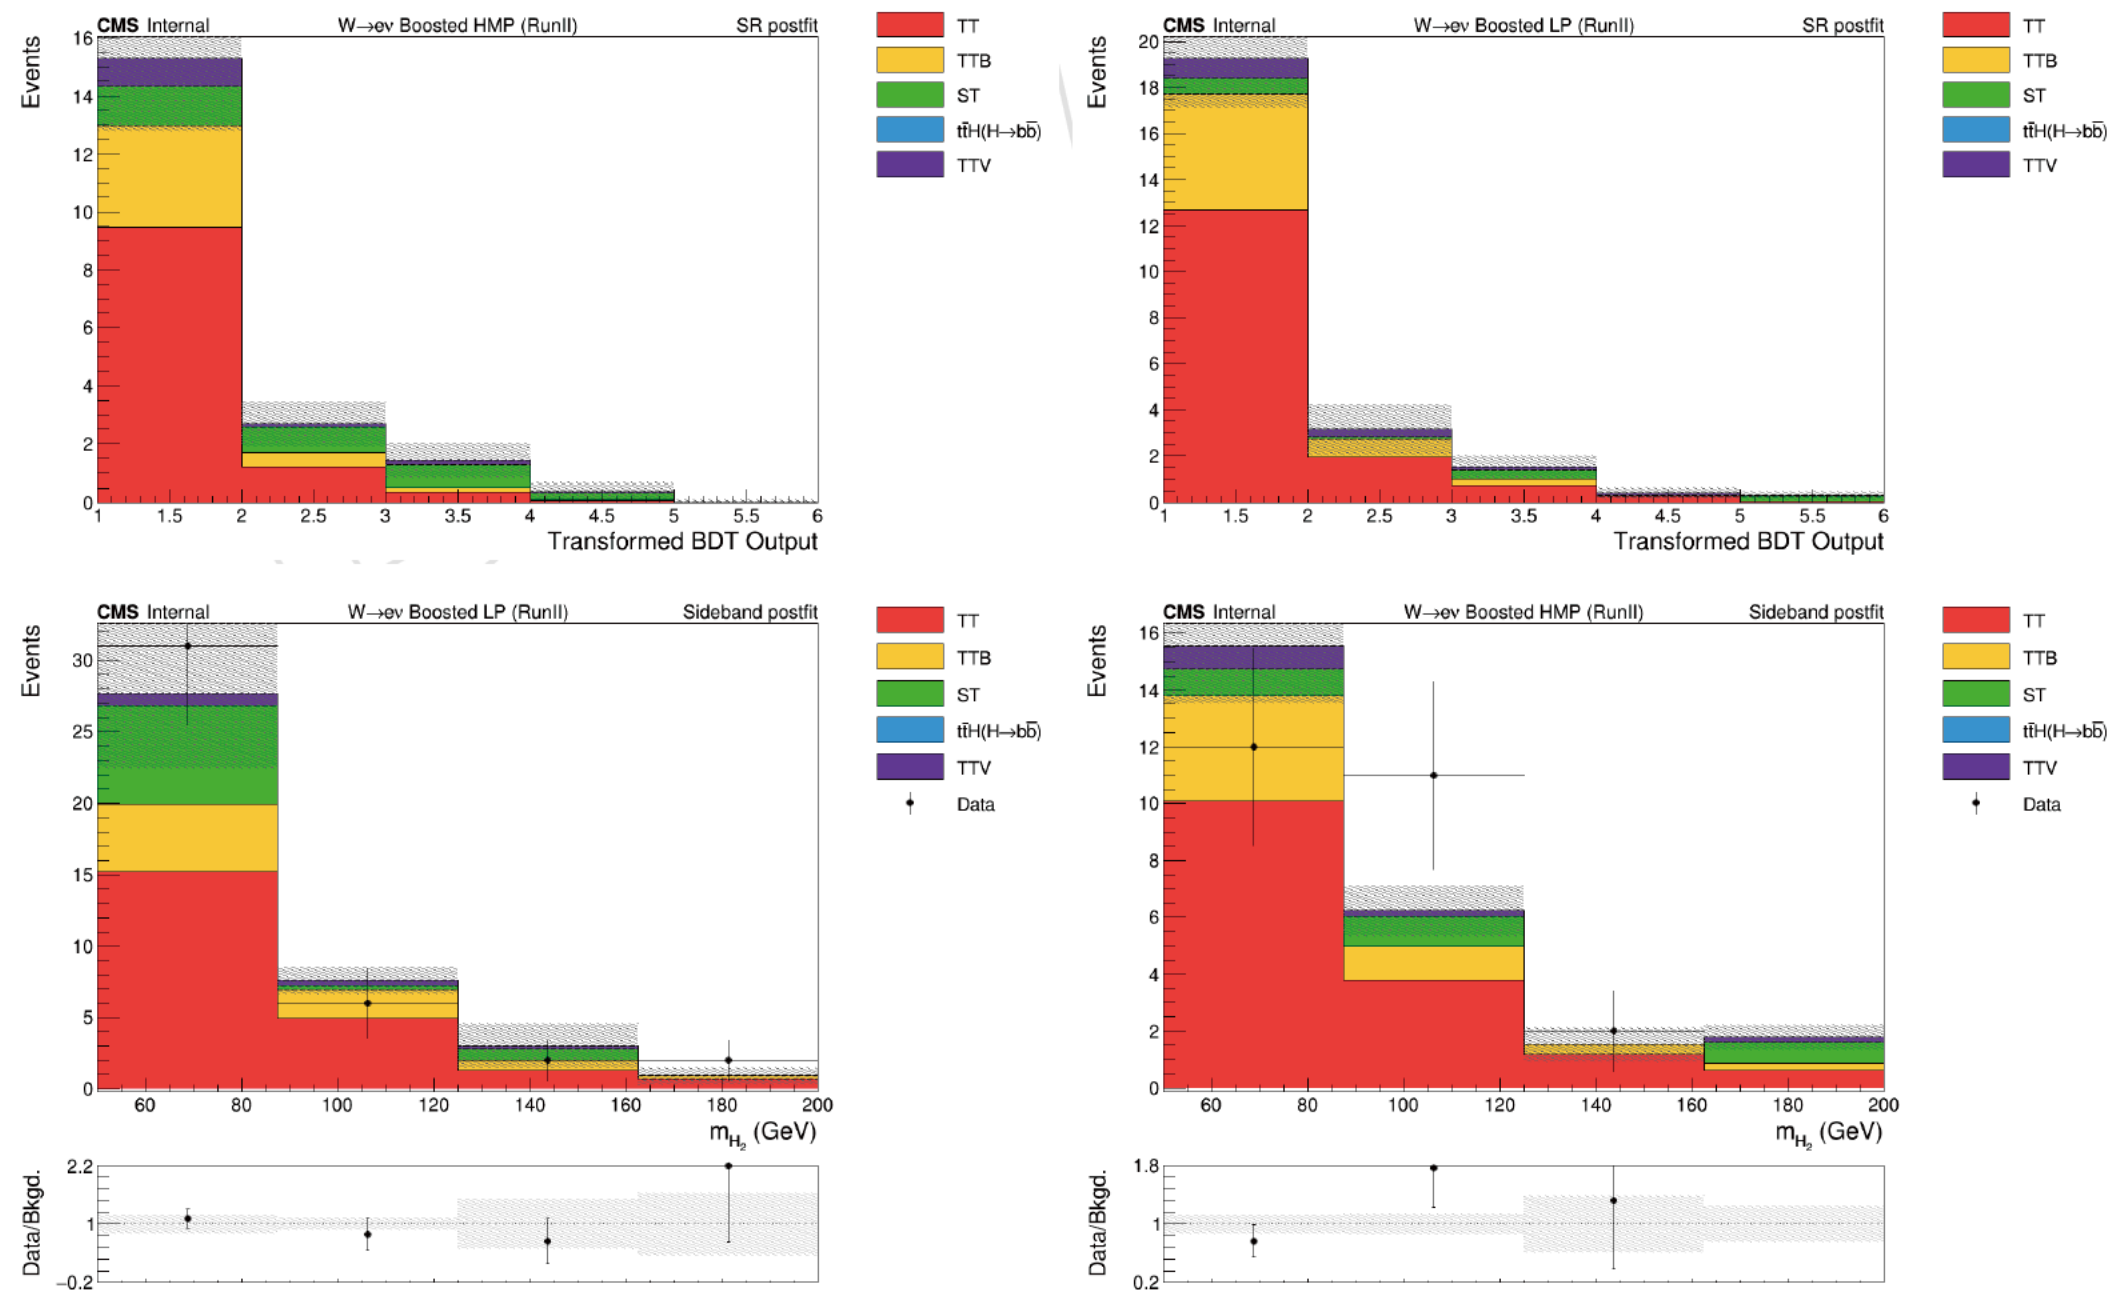 CMS Internal W→eν Boosted HMP (RunII) SR postfit
Events
16
14
12
10
8
6
4
2
0
1 1.5 2 2.5 3 3.5 4 4.5 5 5.5 6
Transformed BDT Output
TT
TTB
ST
tt̄H(H→bb̅)
TTV
CMS Internal W→eν Boosted LP (RunII) SR postfit
Events
20
18
16
14
12
10
8
6
4
2
0
1 1.5 2 2.5 3 3.5 4 4.5 5 5.5 6
Transformed BDT Output
TT
TTB
ST
tt̄H(H→bb̅)
TTV
CMS Internal W→eν Boosted LP (RunII) Sideband postfit
Events
30
25
20
15
10
5
0
60 80 100 120 140 160 180 200
m_H₂ (GeV)
TT
TTB
ST
tt̄H(H→bb̅)
TTV
Data
Data/Bkgd.
2.2
1
−0.2
CMS Internal W→eν Boosted HMP (RunII) Sideband postfit
Events
16
14
12
10
8
6
4
2
0
60 80 100 120 140 160 180 200
m_H₂ (GeV)
TT
TTB
ST
tt̄H(H→bb̅)
TTV
Data
Data/Bkgd.
1.8
1
0.2